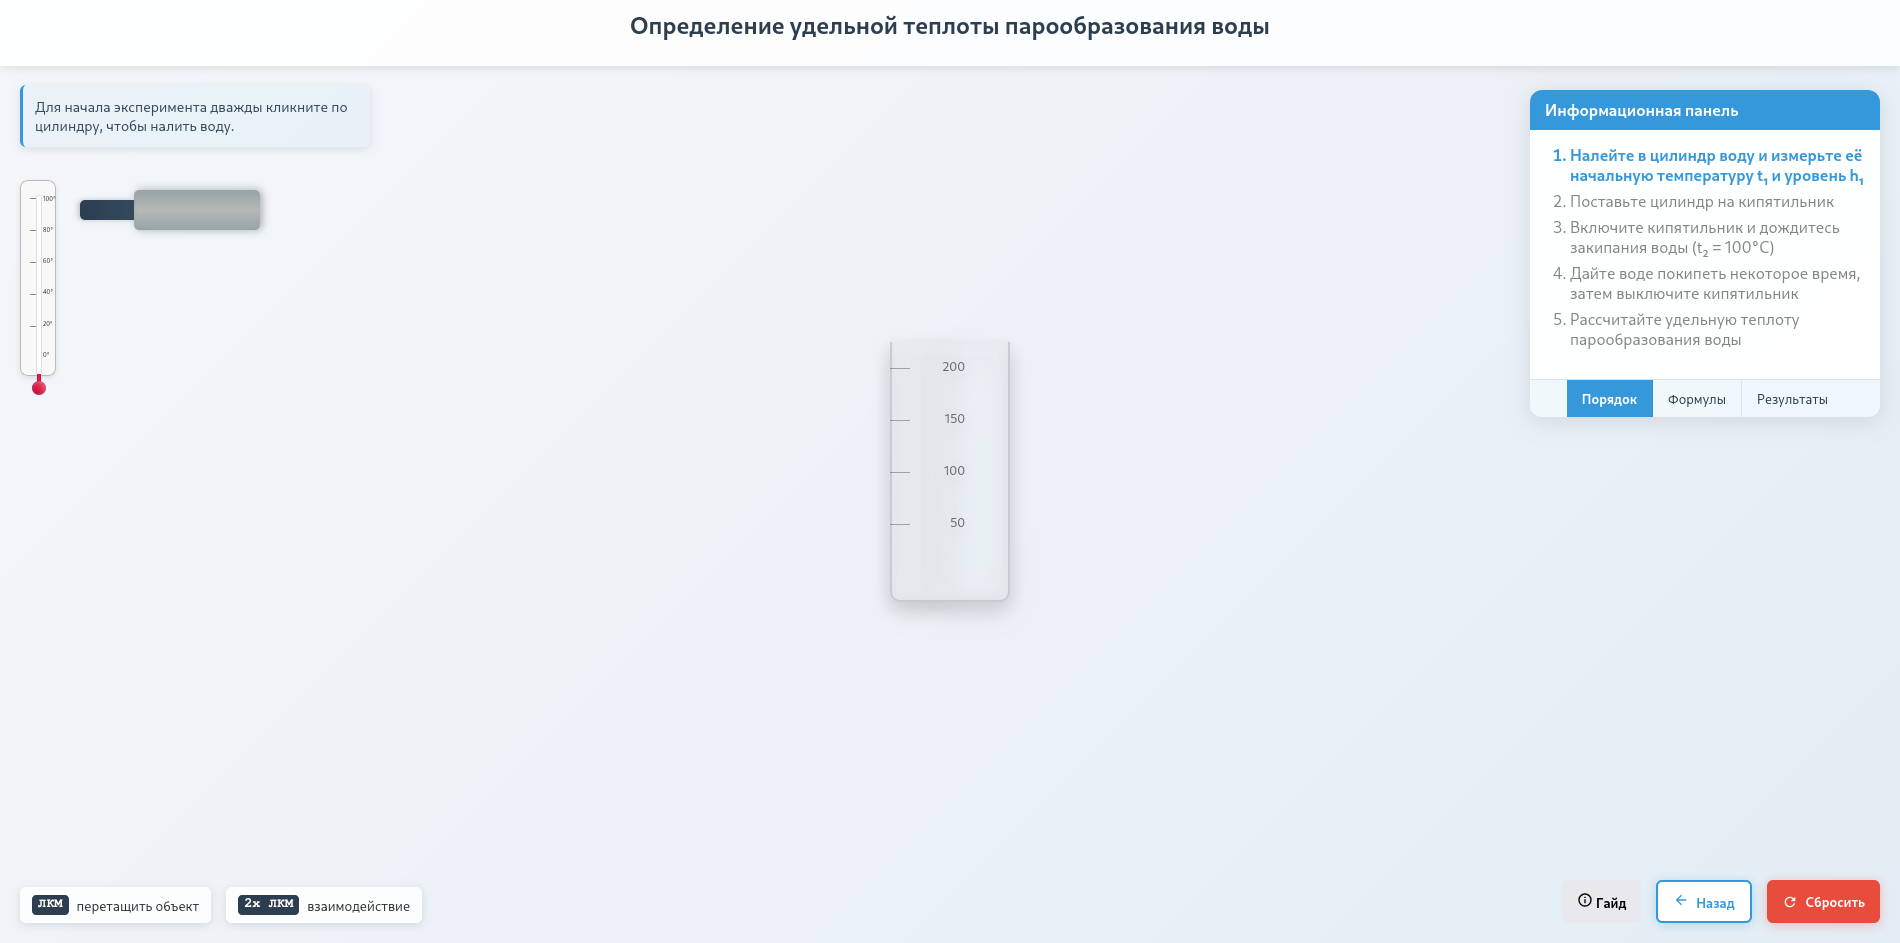 Определение удельной теплоты парообразования воды
Для начала эксперимента дважды кликните по
цилиндру, чтобы налить воду.
100°
80°
60°
40°
20°
0°
200
150
100
50
Информационная панель
1. Налейте в цилиндр воду и измерьте её
начальную температуру t₁ и уровень h₁
2. Поставьте цилиндр на кипятильник
3. Включите кипятильник и дождитесь
закипания воды (t₂ = 100°C)
4. Дайте воде покипеть некоторое время,
затем выключите кипятильник
5. Рассчитайте удельную теплоту
парообразования воды
Порядок Формулы Результаты
ЛКМ перетащить объект 2x ЛКМ взаимодействие
Гайд Назад Сбросить